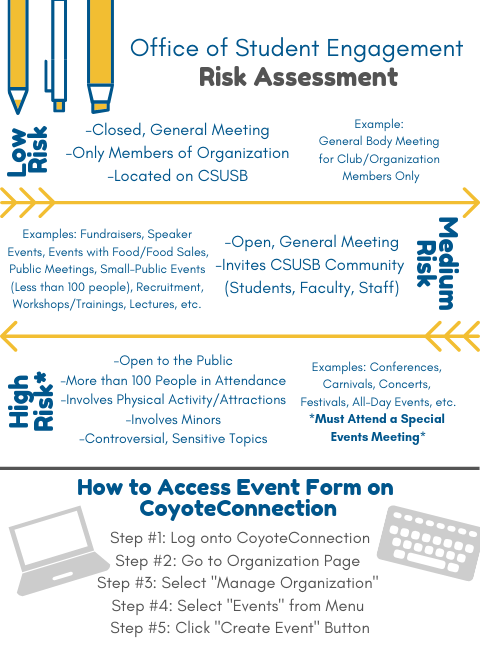 Office of Student Engagement
Risk Assessment
Low
Risk
-Closed, General Meeting
-Only Members of Organization
-Located on CSUSB
Example:
General Body Meeting
for Club/Organization
Members Only
Examples: Fundraisers, Speaker
Events, Events with Food/Food Sales,
Public Meetings, Small-Public Events
(Less than 100 people), Recruitment,
Workshops/Trainings, Lectures, etc.
-Open, General Meeting
-Invites CSUSB Community
(Students, Faculty, Staff)
Medium
Risk
High
Risk*
-Open to the Public
-More than 100 People in Attendance
-Involves Physical Activity/Attractions
-Involves Minors
-Controversial, Sensitive Topics
Examples: Conferences,
Carnivals, Concerts,
Festivals, All-Day Events, etc.
*Must Attend a Special
Events Meeting*
How to Access Event Form on
CoyoteConnection
Step #1: Log onto CoyoteConnection
Step #2: Go to Organization Page
Step #3: Select "Manage Organization"
Step #4: Select "Events" from Menu
Step #5: Click "Create Event" Button